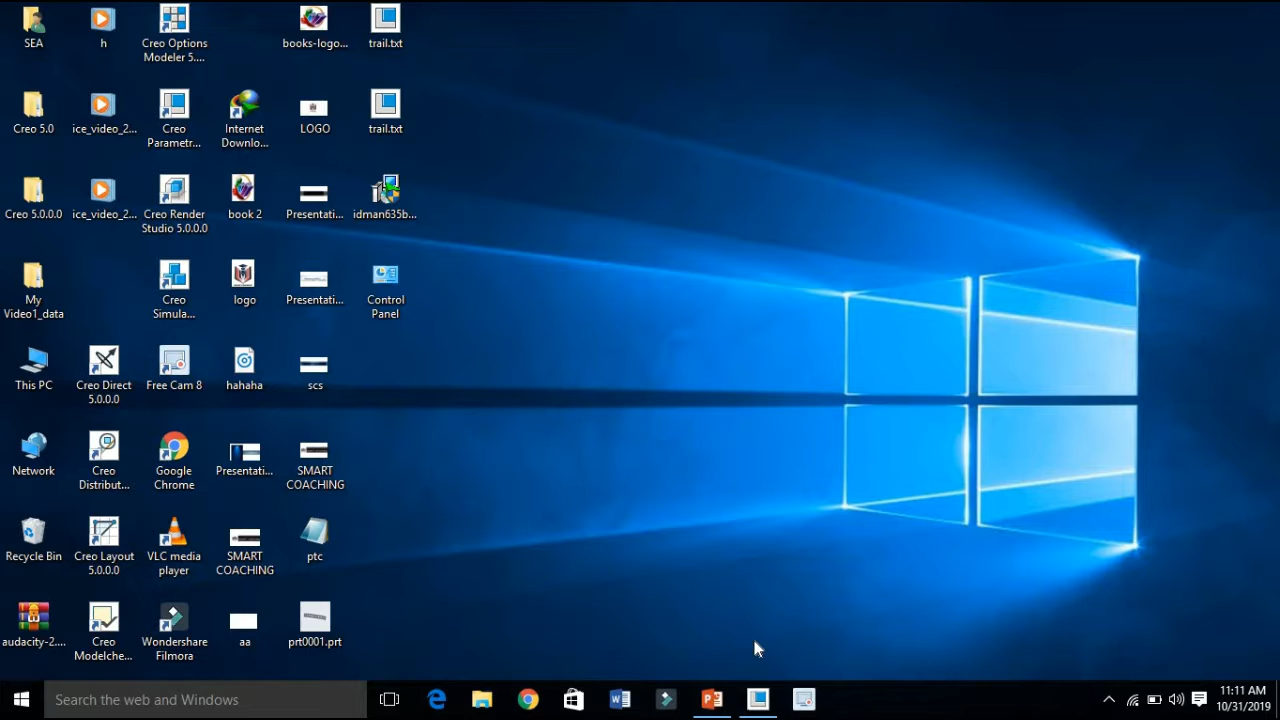 SEA
h
Creo Options
Modeler 5....
books-logo...
trail.txt
Creo 5.0
ice_video_2...
Creo
Parametr...
Internet
Downlo...
LOGO
trail.txt
Creo 5.0.0.0
ice_video_2...
Creo Render
Studio 5.0.0.0
book 2
Presentati...
idman635b...
My
Video1_data
Creo
Simula...
logo
Presentati...
Control
Panel
This PC
Creo Direct
5.0.0.0
Free Cam 8
hahaha
scs
Network
Creo
Distribut...
Google
Chrome
Presentati...
SMART
COACHING
Recycle Bin
Creo Layout
5.0.0.0
VLC media
player
SMART
COACHING
ptc
audacity-2....
Creo
Modelche...
Wondershare
Filmora
aa
prt0001.prt
Search the web and Windows
11:11 AM
10/31/2019